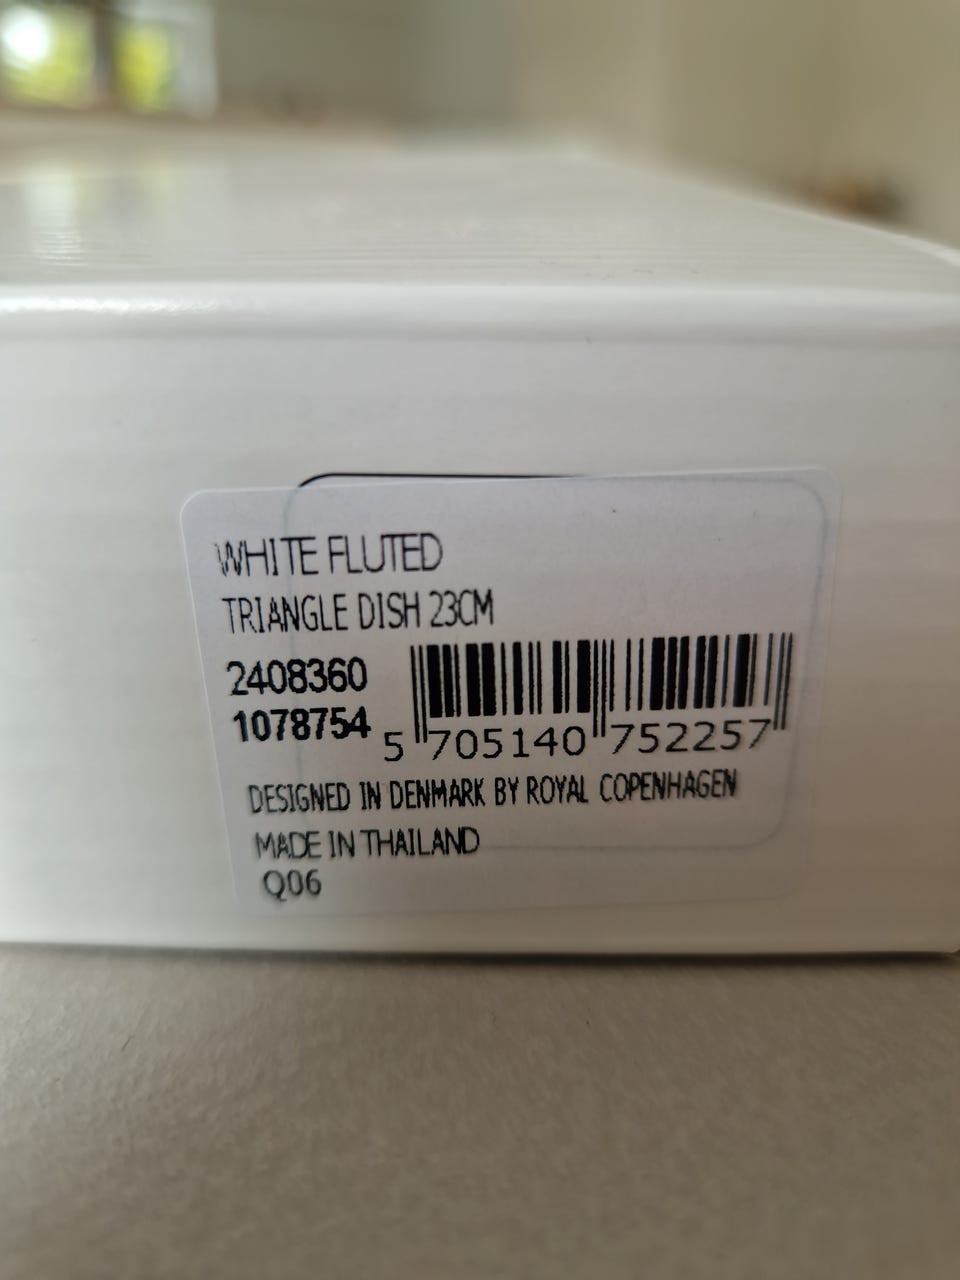 WHITE FLUTED
TRIANGLE DISH 23CM
2408360
1078754
5 705140 752257
DESIGNED IN DENMARK BY ROYAL COPENHAGEN
MADE IN THAILAND
Q06